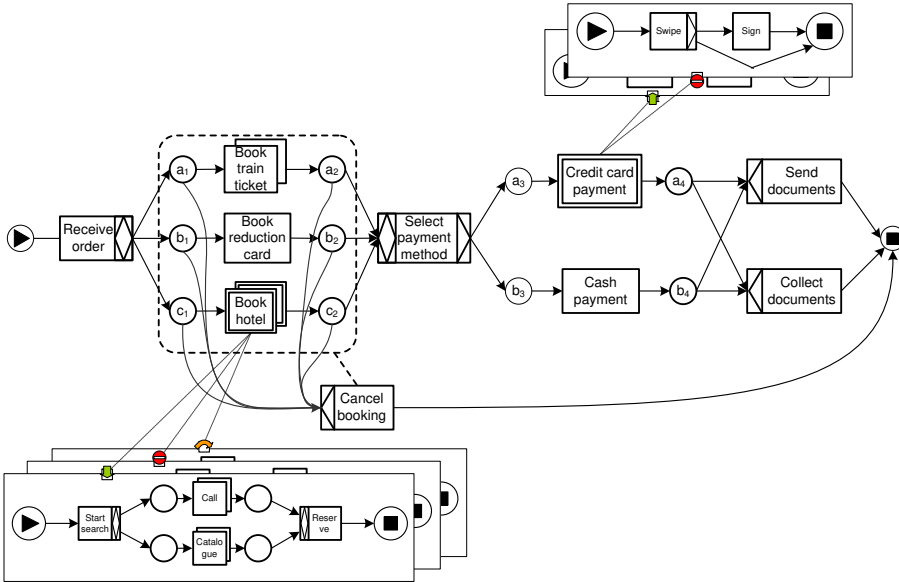 Swipe
Sign
Receive
order
a1
b1
c1
Book
train
ticket
Book
reduction
card
Book
hotel
a2
b2
c2
Select
payment
method
a3
b3
Credit card
payment
Cash
payment
a4
b4
Send
documents
Collect
documents
Cancel
booking
Start
search
Call
Catalo
gue
Reser
ve